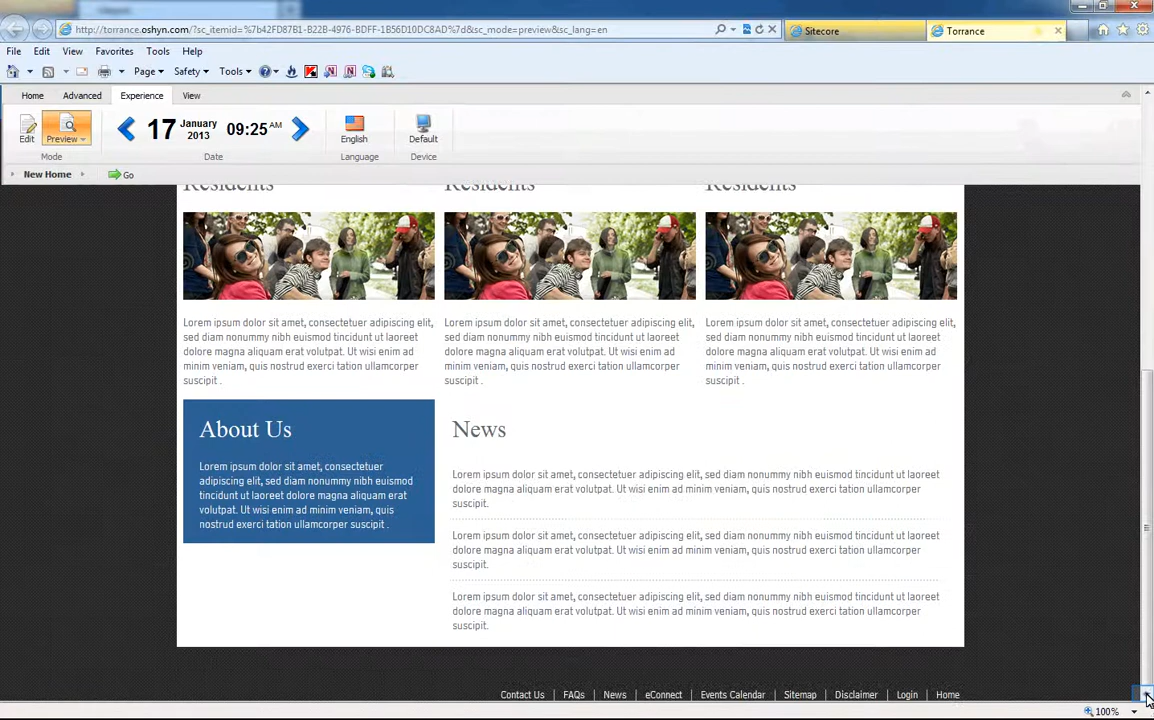 http://torrance.oshyn.com/?sc_itemid=%7b42FD87B1-B22B-4976-BDFF-1B56D10DC8AD%7d&sc_mode=preview&sc_lang=en
Sitecore
Torrance
File Edit View Favorites Tools Help
Page Safety Tools
Home Advanced Experience View
Edit Preview 17 January 2013 09:25 AM English Default
Mode Date Language Device
New Home Go
Residents Residents Residents
Lorem ipsum dolor sit amet, consectetuer adipiscing elit,
sed diam nonummy nibh euismod tincidunt ut laoreet
dolore magna aliquam erat volutpat. Ut wisi enim ad
minim veniam, quis nostrud exerci tation ullamcorper
suscipit .
Lorem ipsum dolor sit amet, consectetuer adipiscing elit,
sed diam nonummy nibh euismod tincidunt ut laoreet
dolore magna aliquam erat volutpat. Ut wisi enim ad
minim veniam, quis nostrud exerci tation ullamcorper
suscipit .
Lorem ipsum dolor sit amet, consectetuer adipiscing elit,
sed diam nonummy nibh euismod tincidunt ut laoreet
dolore magna aliquam erat volutpat. Ut wisi enim ad
minim veniam, quis nostrud exerci tation ullamcorper
suscipit .
About Us
Lorem ipsum dolor sit amet, consectetuer
adipiscing elit, sed diam nonummy nibh euismod
tincidunt ut laoreet dolore magna aliquam erat
volutpat. Ut wisi enim ad minim veniam, quis
nostrud exerci tation ullamcorper suscipit .
News
Lorem ipsum dolor sit amet, consectetuer adipiscing elit, sed diam nonummy nibh euismod tincidunt ut laoreet
dolore magna aliquam erat volutpat. Ut wisi enim ad minim veniam, quis nostrud exerci tation ullamcorper
suscipit.
Lorem ipsum dolor sit amet, consectetuer adipiscing elit, sed diam nonummy nibh euismod tincidunt ut laoreet
dolore magna aliquam erat volutpat. Ut wisi enim ad minim veniam, quis nostrud exerci tation ullamcorper
suscipit.
Lorem ipsum dolor sit amet, consectetuer adipiscing elit, sed diam nonummy nibh euismod tincidunt ut laoreet
dolore magna aliquam erat volutpat. Ut wisi enim ad minim veniam, quis nostrud exerci tation ullamcorper
suscipit.
Contact Us | FAQs | News | eConnect | Events Calendar | Sitemap | Disclaimer | Login | Home
100%